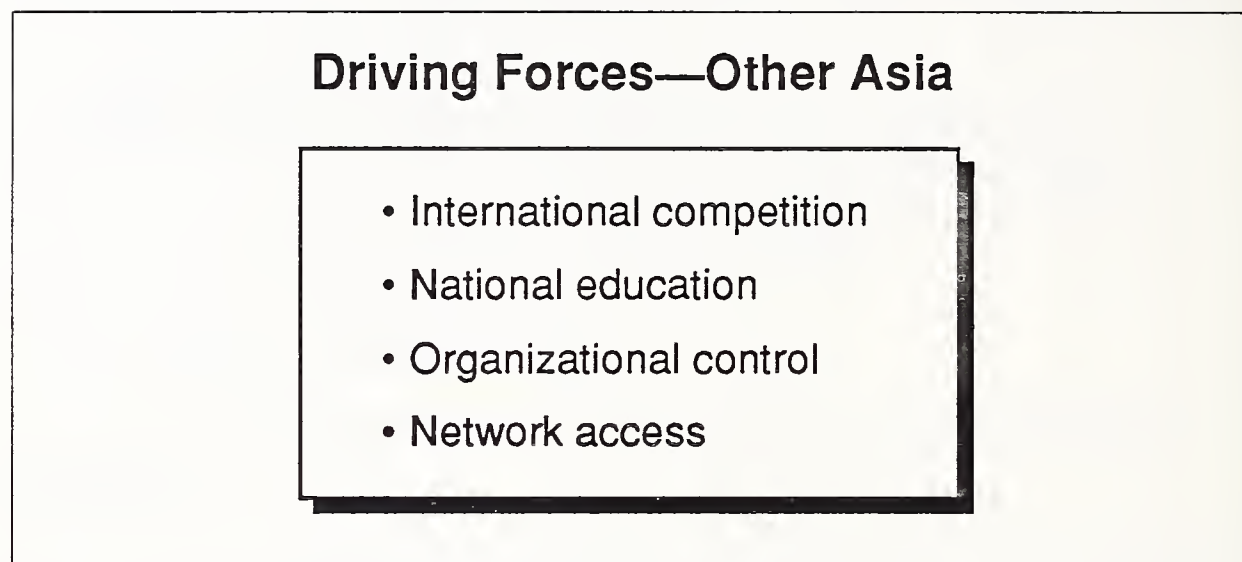 Driving Forces—Other Asia
• International competition
• National education
• Organizational control
• Network access